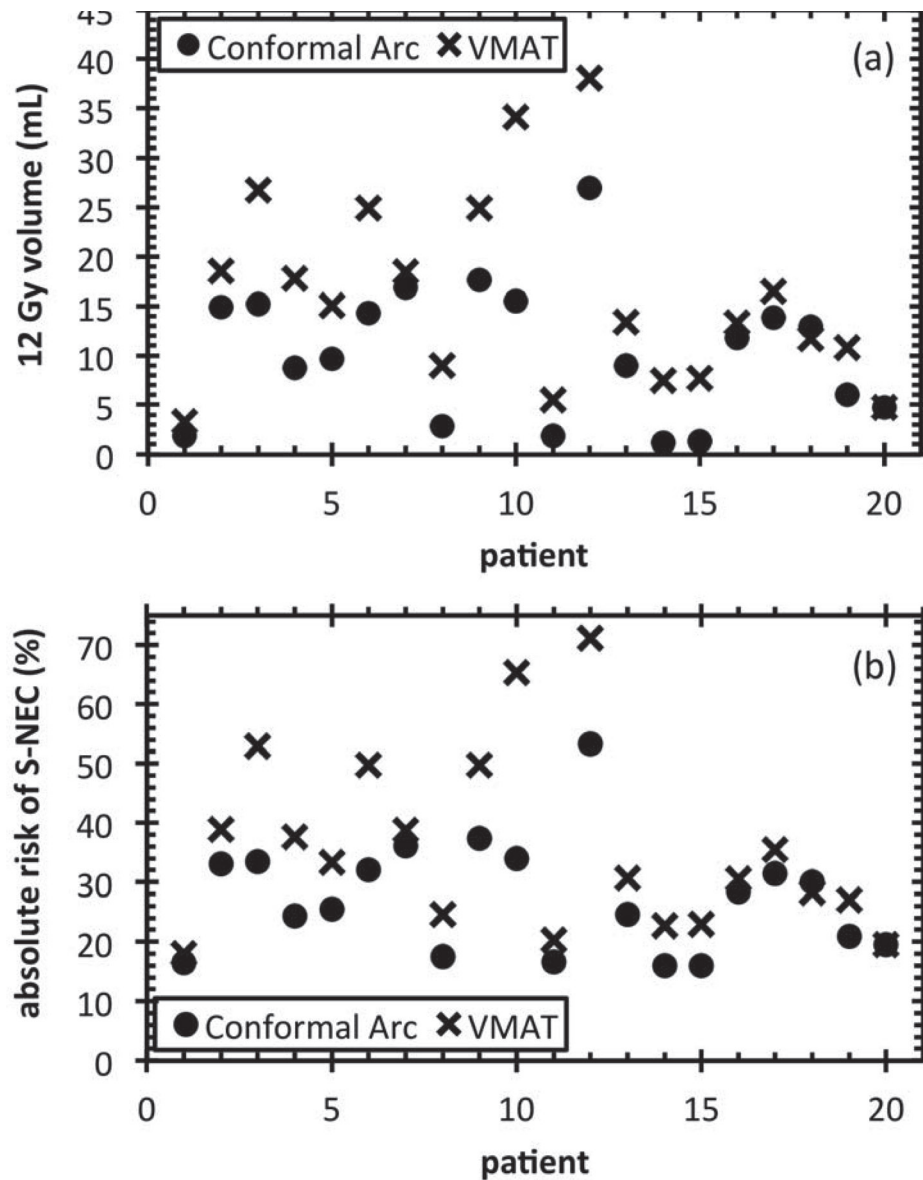 45
● Conformal Arc × VMAT
(a)
40
35
30
25
20
15
10
5
0
12 Gy volume (mL)
0 5 10 15 20
patient
70
(b)
60
50
40
30
20
10
0
absolute risk of S-NEC (%)
● Conformal Arc × VMAT
0 5 10 15 20
patient